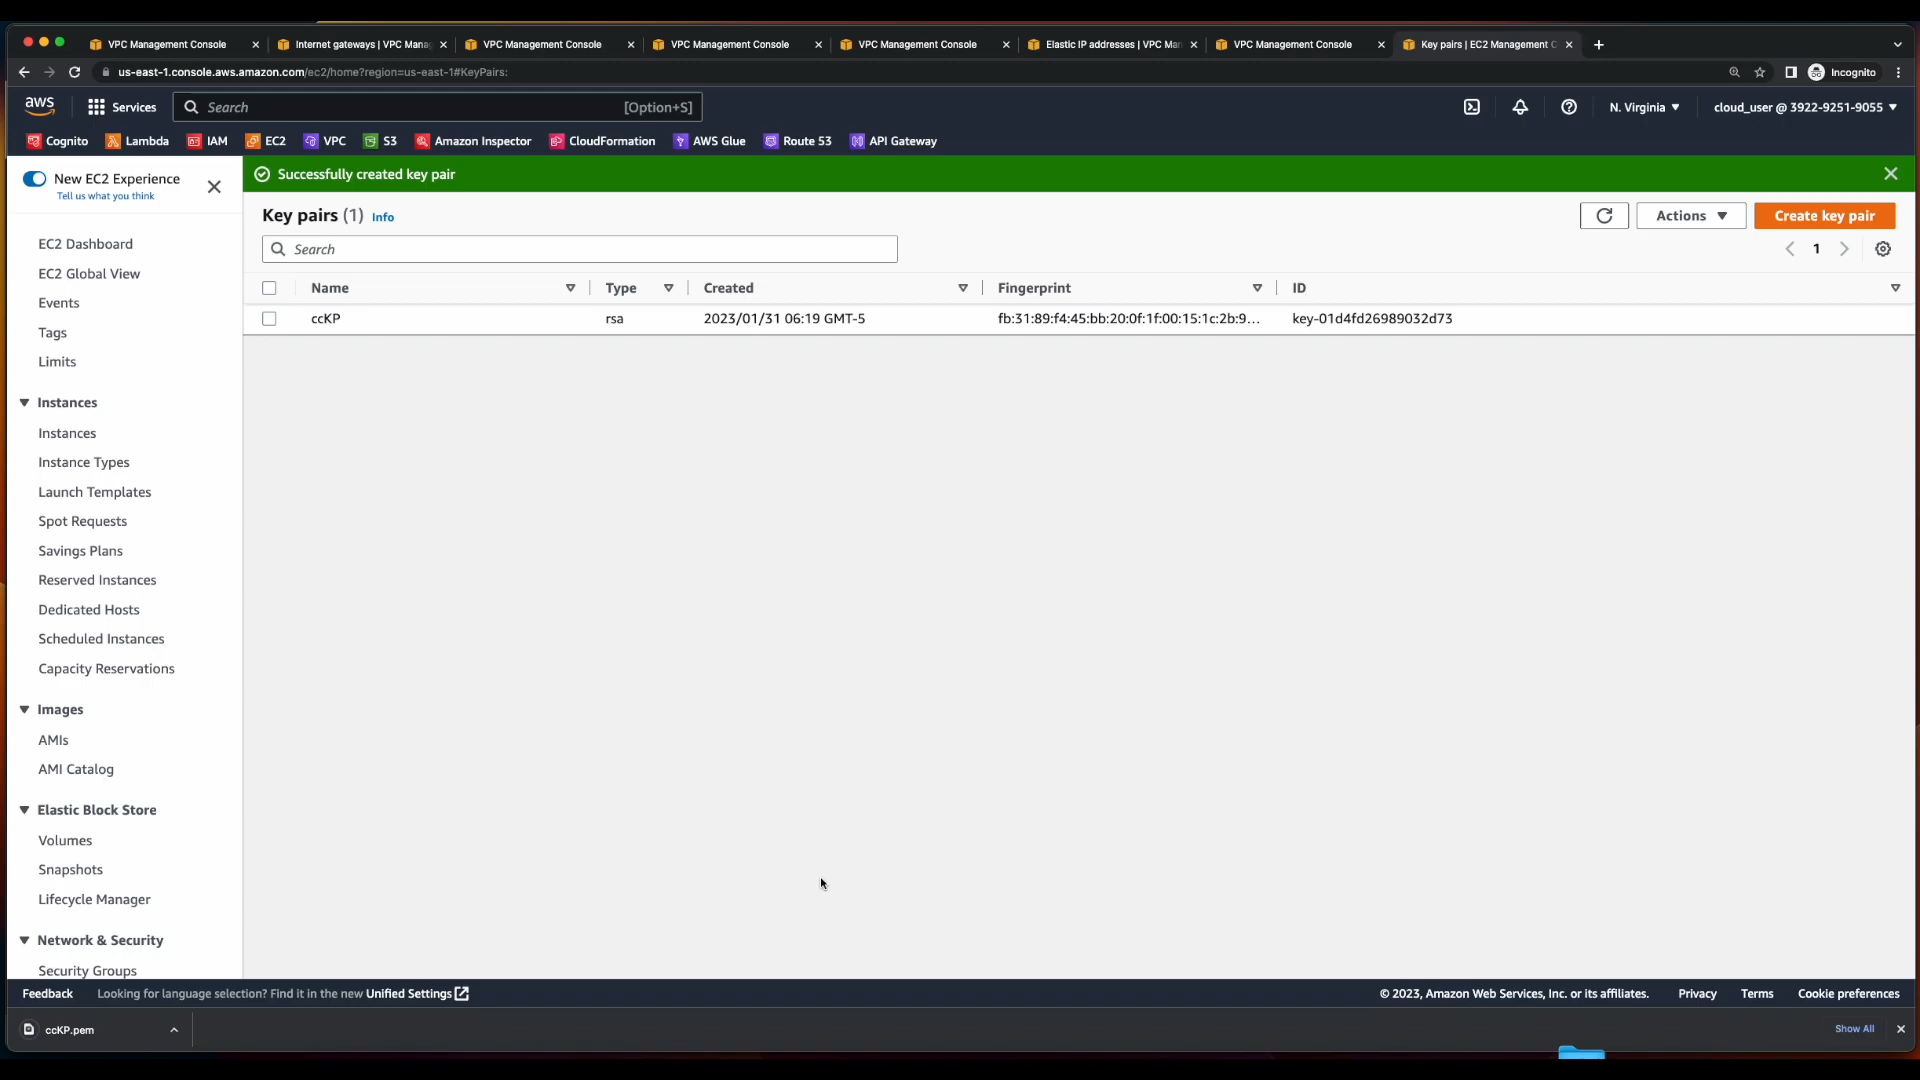 VPC Management Console
Internet gateways | VPC Mana
VPC Management Console
VPC Management Console
VPC Management Console
Elastic IP addresses | VPC Man
VPC Management Console
Key pairs | EC2 Management C
us-east-1.console.aws.amazon.com/ec2/home?region=us-east-1#KeyPairs:
Incognito
aws
Services
Search
[Option+S]
N. Virginia
cloud_user @ 3922-9251-9055
Cognito
Lambda
IAM
EC2
VPC
S3
Amazon Inspector
CloudFormation
AWS Glue
Route 53
API Gateway
New EC2 Experience
Tell us what you think
EC2 Dashboard
EC2 Global View
Events
Tags
Limits
Instances
Instances
Instance Types
Launch Templates
Spot Requests
Savings Plans
Reserved Instances
Dedicated Hosts
Scheduled Instances
Capacity Reservations
Images
AMIs
AMI Catalog
Elastic Block Store
Volumes
Snapshots
Lifecycle Manager
Network & Security
Security Groups
Successfully created key pair
Key pairs (1) Info
Actions
Create key pair
Search
1
Name
Type
Created
Fingerprint
ID
ccKP
rsa
2023/01/31 06:19 GMT-5
fb:31:89:f4:45:bb:20:0f:1f:00:15:1c:2b:9...
key-01d4fd26989032d73
Feedback
Looking for language selection? Find it in the new Unified Settings
© 2023, Amazon Web Services, Inc. or its affiliates.
Privacy
Terms
Cookie preferences
ccKP.pem
Show All